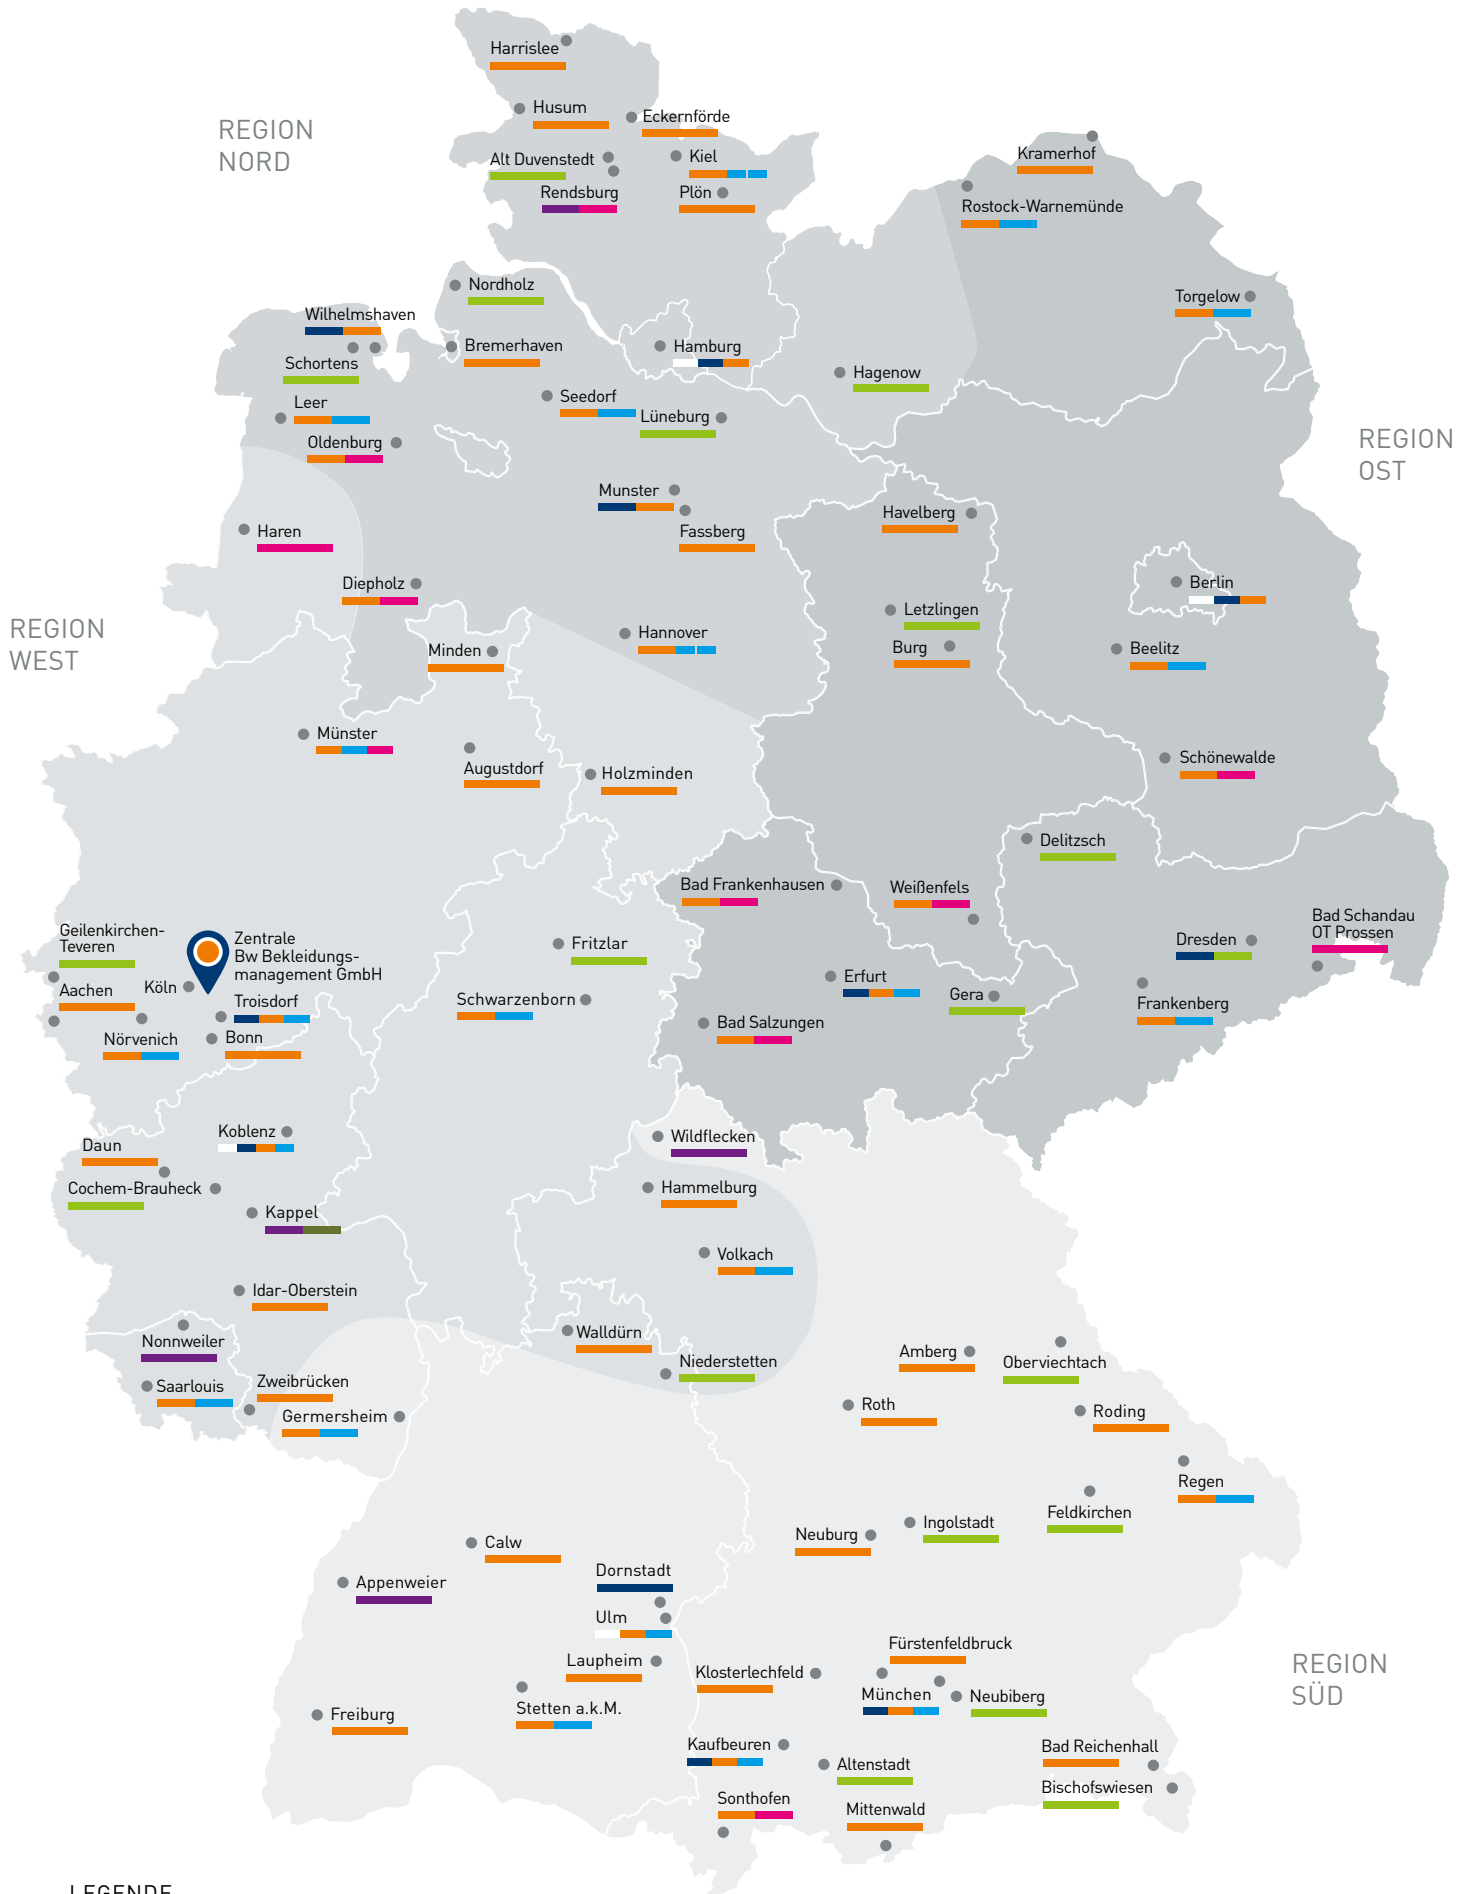 Harrislee
Husum
Eckernförde
REGION
NORD
Alt Duvenstedt
Kiel
Kramerhof
Rendsburg
Plön
Rostock-Warnemünde
Nordholz
Torgelow
Wilhelmshaven
Bremerhaven
Hamburg
Schortens
Hagenow
Leer
Seedorf
Lüneburg
Oldenburg
REGION
OST
Munster
Havelberg
Haren
Fassberg
Diepholz
Berlin
Letzlingen
REGION
WEST
Hannover
Minden
Burg
Beelitz
Münster
Augustdorf
Holzminden
Schönewalde
Delitzsch
Bad Frankenhausen
Weißenfels
Bad Schandau
OT Prossen
Geilenkirchen-
Teveren
Zentrale
Bw Bekleidungs-
management GmbH
Fritzlar
Dresden
Köln
Aachen
Troisdorf
Schwarzenborn
Erfurt
Gera
Frankenberg
Nörvenich
Bonn
Bad Salzungen
Koblenz
Wildflecken
Daun
Cochem-Brauheck
Hammelburg
Kappel
Volkach
Idar-Oberstein
Nonnweiler
Walldürn
Amberg
Niederstetten
Oberviechtach
Saarlouis
Zweibrücken
Germersheim
Roth
Roding
Regen
Feldkirchen
Ingolstadt
Neuburg
Calw
Appenweier
Dornstadt
Ulm
Fürstenfeldbruck
Laupheim
Klosterlechfeld
REGION
SÜD
München
Neubiberg
Freiburg
Stetten a.k.M.
Kaufbeuren
Bad Reichenhall
Altenstadt
Bischofswiesen
Sonthofen
Mittenwald
LEGENDE